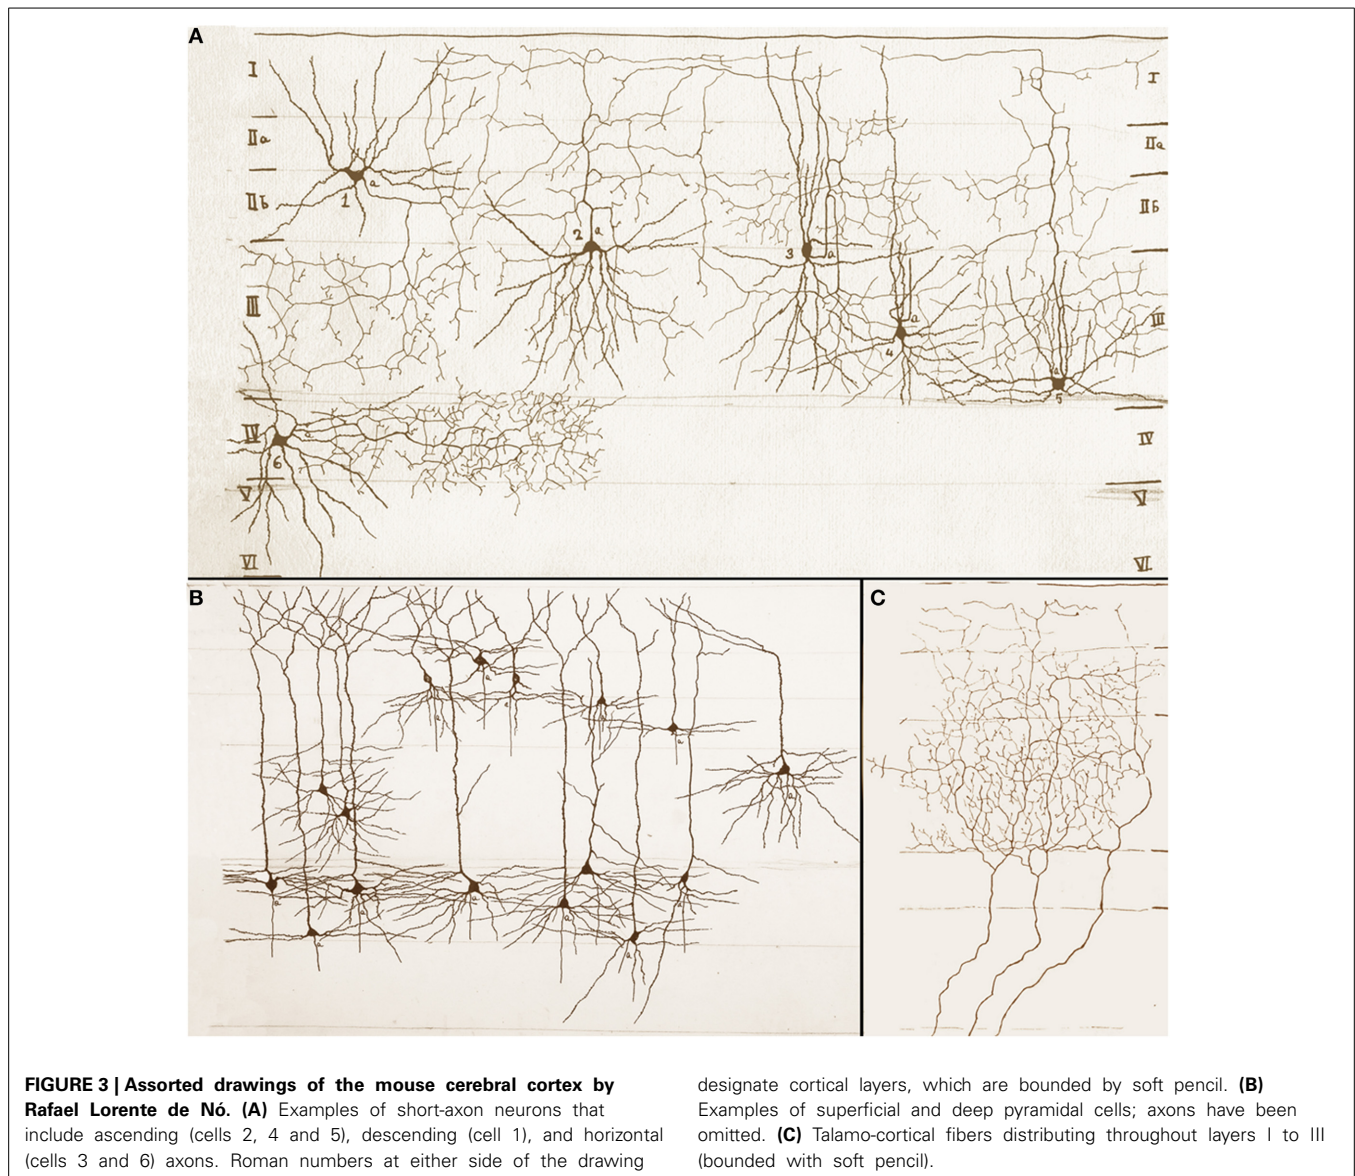 A
I
IIa
IIb
III
IV
V
VI
I
IIa
IIb
III
IV
V
VI
1
a
2
a
3
a
4
a
a
5
6
a
B
a
a
a
a
a
a
a
a
a
a
C
FIGURE 3 | Assorted drawings of the mouse cerebral cortex by
Rafael Lorente de Nó. (A) Examples of short-axon neurons that
include ascending (cells 2, 4 and 5), descending (cell 1), and horizontal
(cells 3 and 6) axons. Roman numbers at either side of the drawing
designate cortical layers, which are bounded by soft pencil. (B)
Examples of superficial and deep pyramidal cells; axons have been
omitted. (C) Talamo-cortical fibers distributing throughout layers I to III
(bounded with soft pencil).